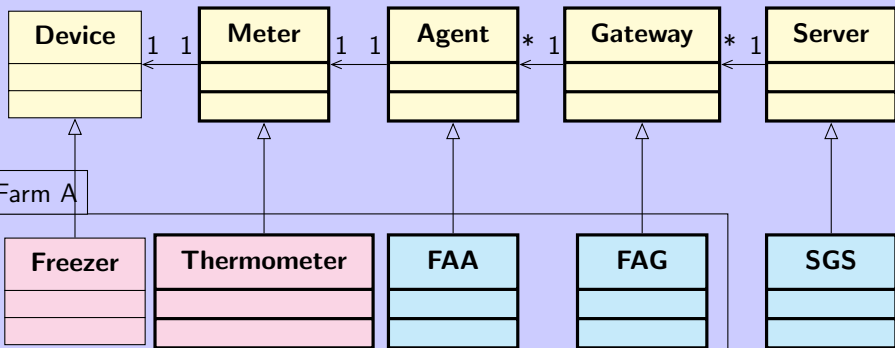 Device 1 1 Meter 1 1 Agent * 1 Gateway * 1 Server
Farm A
Freezer Thermometer FAA FAG SGS